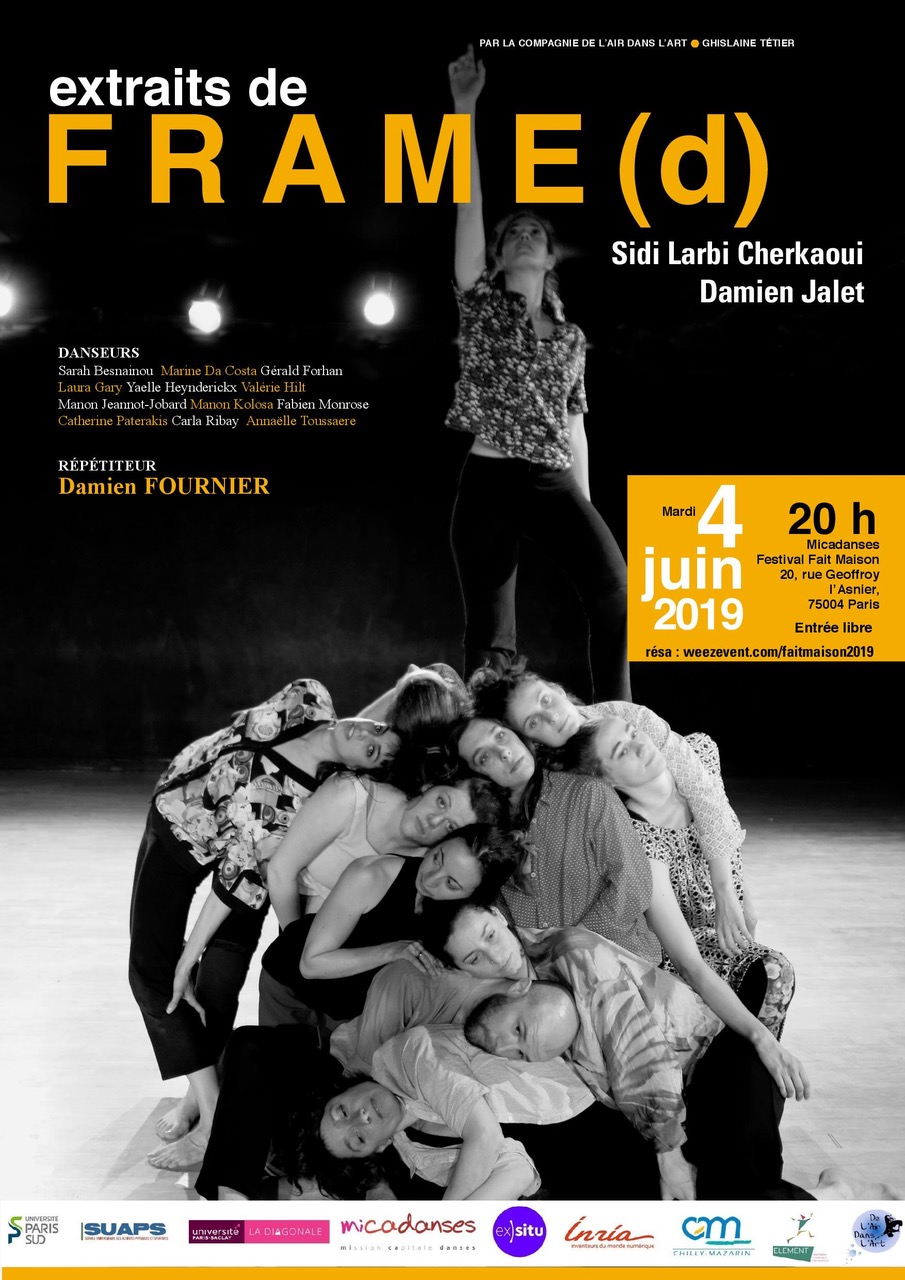 PAR LA COMPAGNIE DE L'AIR DANS L'ART ● GHISLAINE TÉTIER
extraits de
FRAME(d)
Sidi Larbi Cherkaoui
Damien Jalet
DANSEURS
Sarah Besnainou Marine Da Costa Gérald Forhan
Laura Gary Yaelle Heynderickx Valérie Hilt
Manon Jeannot-Jobard Manon Kolosa Fabien Monrose
Catherine Paterakis Carla Ribay Annaëlle Toussaere
RÉPÉTITEUR
Damien FOURNIER
Mardi 4
juin
2019
20 h
Micadanses
Festival Fait Maison
20, rue Geoffroy
l'Asnier,
75004 Paris
Entrée libre
résa : weezevent.com/faitmaison2019
UNIVERSITÉ
PARIS
SUD
SUAPS
université
PARIS-SACLAY
LA DIAGONALE
micadanses
mission capitale danses
ex)situ
Inria
inventeurs du monde numérique
CHILLY-MAZARIN
ELEMENT
De
L'Air
Dans
L'Art